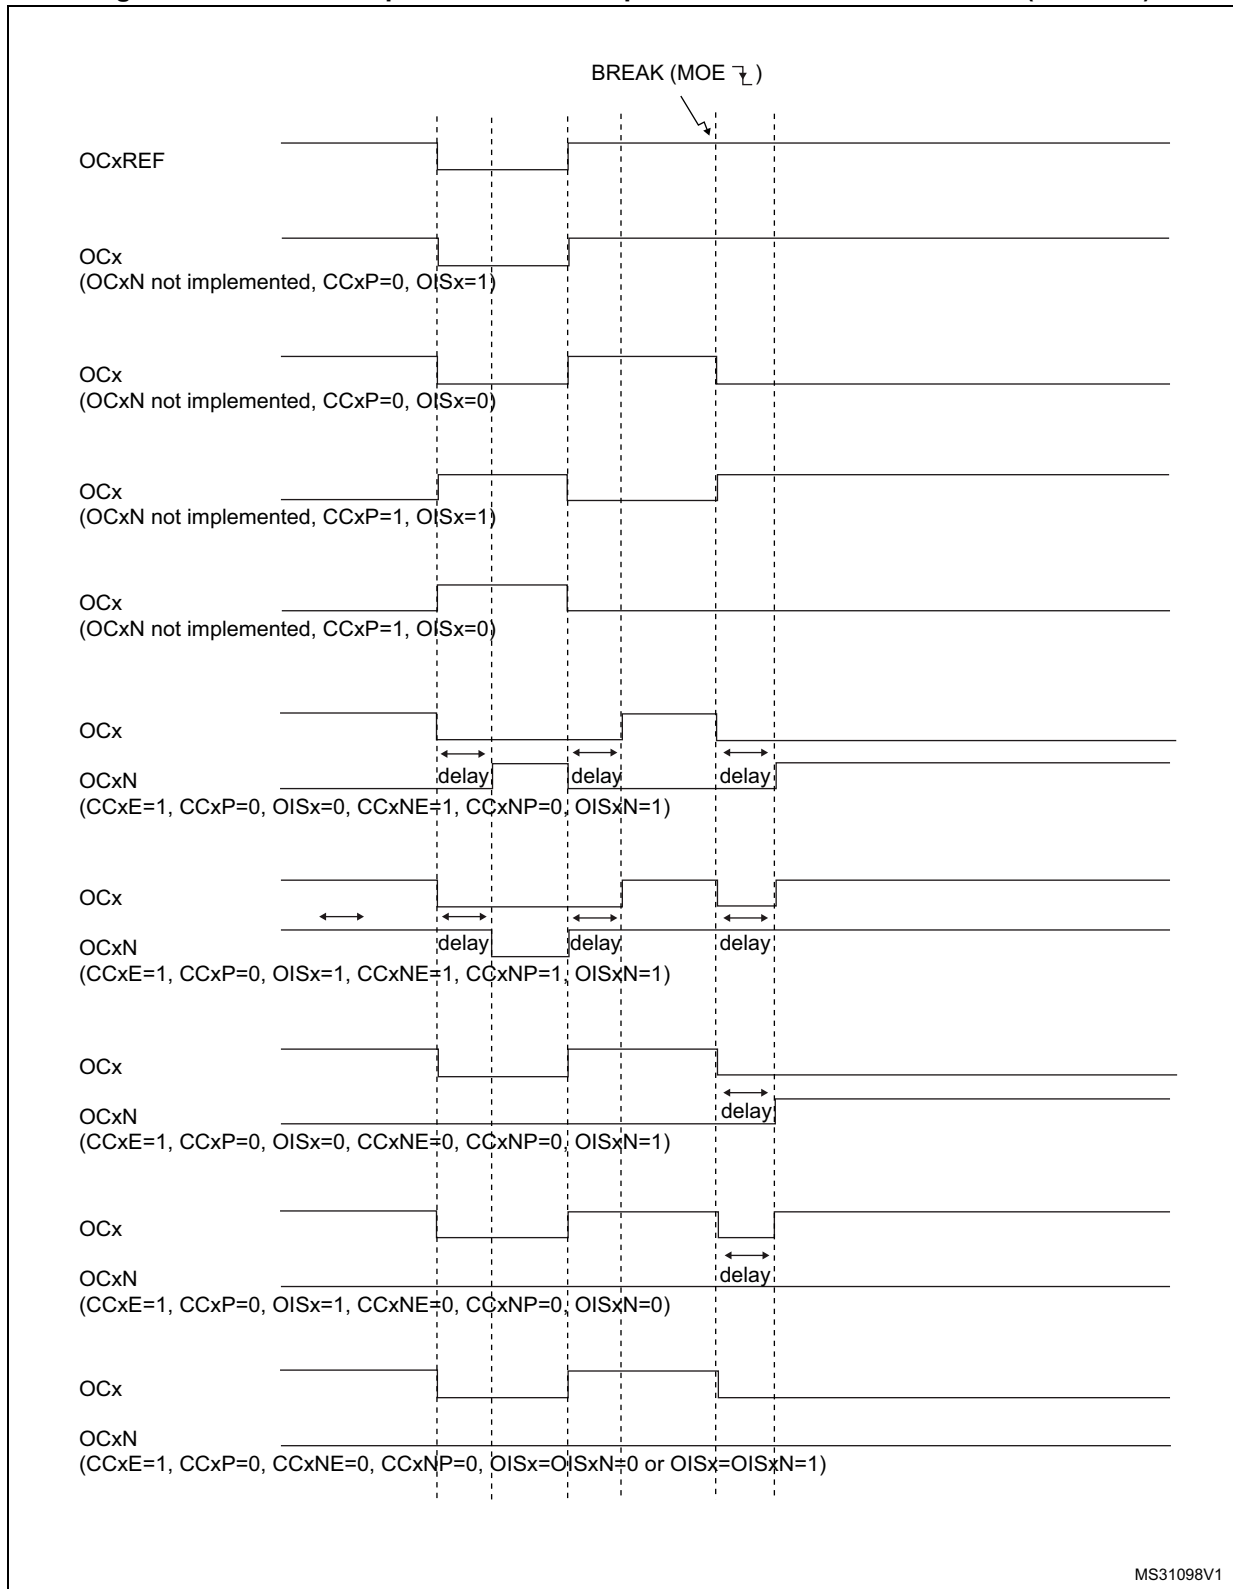 BREAK (MOE )
OCxREF
OCx
(OCxN not implemented, CCxP=0, OISx=1)
OCx
(OCxN not implemented, CCxP=0, OISx=0)
OCx
(OCxN not implemented, CCxP=1, OISx=1)
OCx
(OCxN not implemented, CCxP=1, OISx=0)
OCx
delay delay delay
OCxN
(CCxE=1, CCxP=0, OISx=0, CCxNE=1, CCxNP=0, OISxN=1)
OCx
delay delay delay
OCxN
(CCxE=1, CCxP=0, OISx=1, CCxNE=1, CCxNP=1, OISxN=1)
OCx
delay
OCxN
(CCxE=1, CCxP=0, OISx=0, CCxNE=0, CCxNP=0, OISxN=1)
OCx
delay
OCxN
(CCxE=1, CCxP=0, OISx=1, CCxNE=0, CCxNP=0, OISxN=0)
OCx
OCxN
(CCxE=1, CCxP=0, CCxNE=0, CCxNP=0, OISx=OISxN=0 or OISx=OISxN=1)
MS31098V1